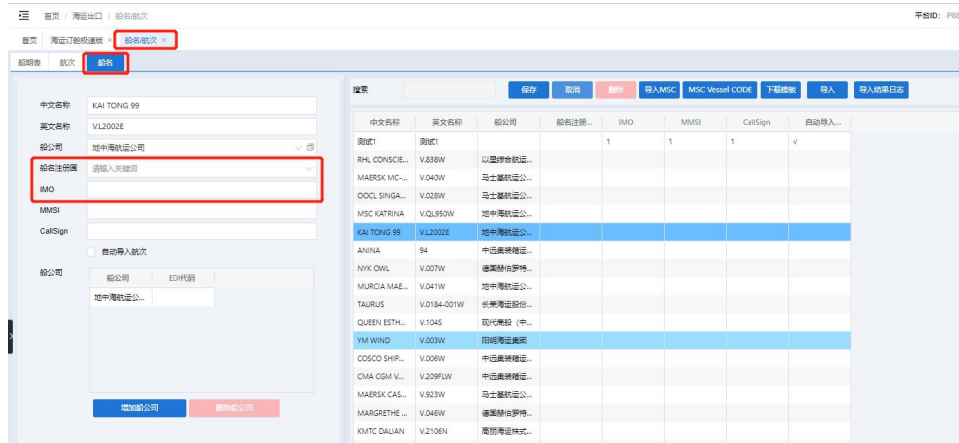 首页 / 海运出口 / 船名/航次
平台ID: P88
首页 海运订舱极速版 × 船名/航次 ×
船期表 航次 船名
搜索 保存 取消 删除 导入MSC MSC Vessel CODE 下载模板 导入 导入结果日志
中文名称 KAI TONG 99
英文名称 V.L2002E
船公司 地中海航运公司
船名注册国 请输入关键词
IMO
MMSI
CallSign
自动导入航次
船公司
船公司 EDI代码
地中海航运公...
增加船公司 删除船公司
中文名称 英文名称 船公司 船名注册... IMO MMSI CallSign 自动导入...
测试1 测试1 1 1 1 √
RHL CONSCIE... V.838W 以星综合航运...
MAERSK MC-... V.040W 马士基航运公...
OOCL SINGA... V.028W 马士基航运公...
MSC KATRINA V.QL950W 地中海航运公...
KAI TONG 99 V.L2002E 地中海航运公...
ANINA 94 中远集装箱运...
NYK OWL V.007W 德国赫伯罗特...
MURCIA MAE... V.041W 地中海航运公...
TAURUS V.0184-001W 长荣海运股份...
QUEEN ESTH... V.104S 现代商船（中...
YM WIND V.003W 阳明海运集团
COSCO SHIP... V.006W 中远集装箱运...
CMA CGM V... V.209FLW 中远集装箱运...
MAERSK CAS... V.923W 马士基航运公...
MARGRETHE ... V.046W 德国赫伯罗特...
KMTC DALIAN V.2106N 高丽海运株式...